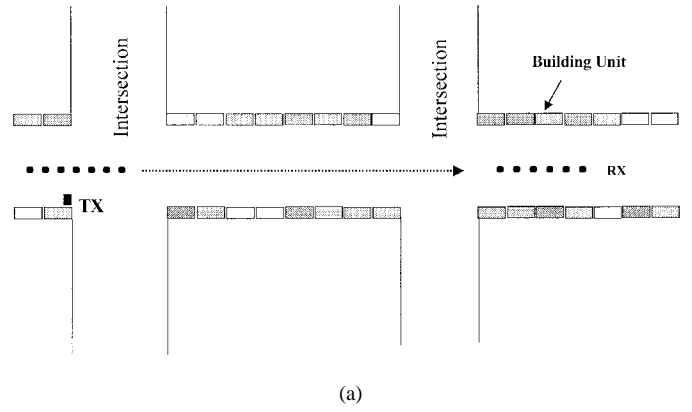 Intersection
Intersection
Building Unit
RX
TX
(a)